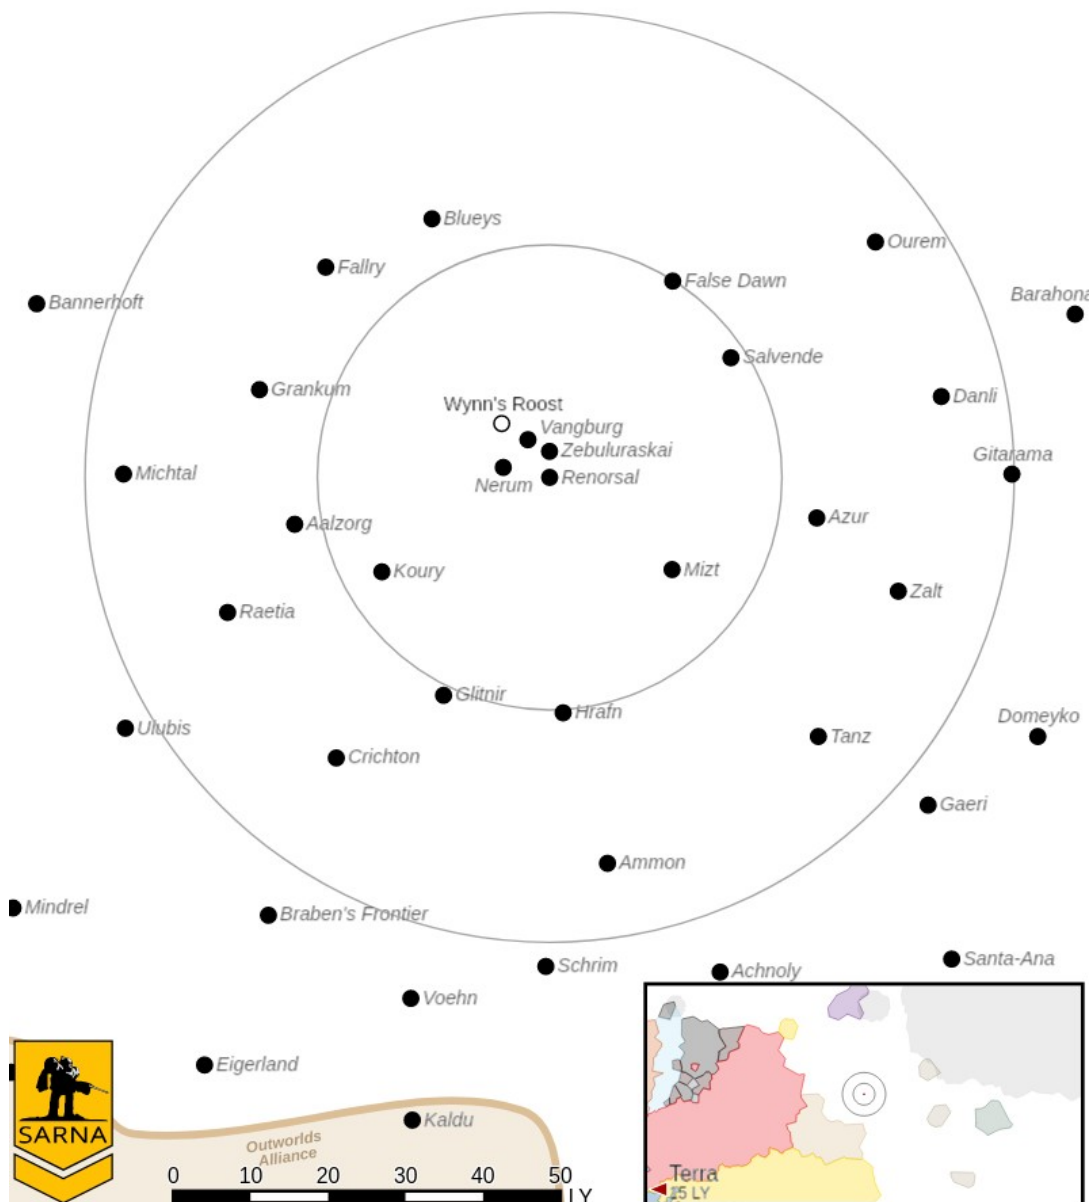 Blueys
Ourem
Fallry
False Dawn
Bannerhoft
Barahona
Salvende
Grankum
Danli
Wynn's Roost
Vangburg
Zebuluraskai
Gitarama
Michtal
Renorsal
Nerum
Azur
Aalzorg
Koury
Mizt
Zalt
Raetia
Glitnir
Hrafn
Domeyko
Ulubis
Tanz
Crichton
Gaeri
Ammon
Mindrel
Braben's Frontier
Schrim
Santa-Ana
Achnoly
Voehn
Eigerland
Kaldu
SARNA
Outworlds
Alliance
0 10 20 30 40 50
LY
Terra
25 LY